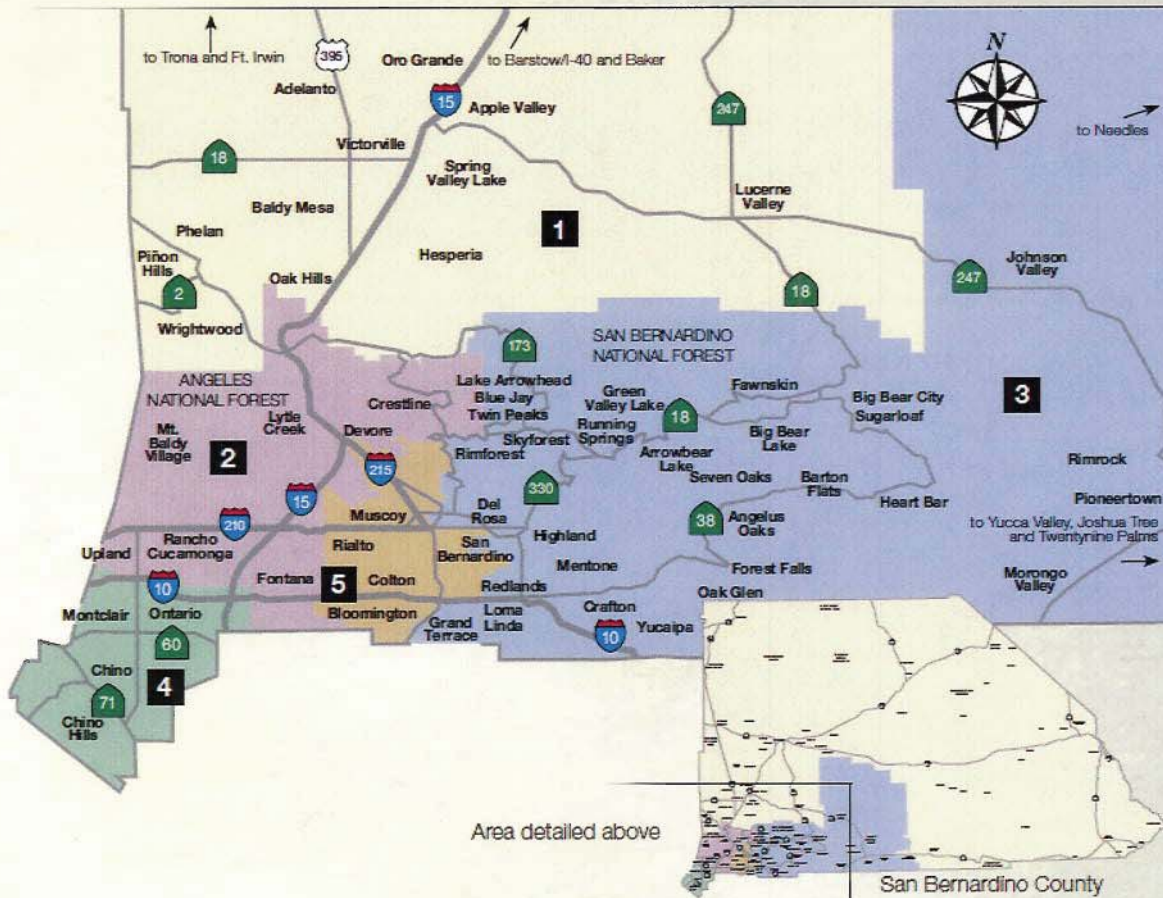 to Trona and Ft. Irwin
395
Oro Grande
to Barstow/I-40 and Baker
Adelanto
15
Apple Valley
247
N
to Needles
Victorville
18
Spring
Valley Lake
Lucerne
Valley
Baldy Mesa
1
Phelan
Hesperia
Piñon
Hills
Oak Hills
Johnson
Valley
2
18
247
Wrightwood
SAN BERNARDINO
NATIONAL FOREST
173
ANGELES
NATIONAL FOREST
Lake Arrowhead
Blue Jay
Twin Peaks
Crestline
Green
Valley Lake
Fawnskin
Big Bear City
Sugarloaf
3
Lytle
Creek
Devore
18
Mt.
Baldy
Village
2
Skyforest
Running
Springs
Big Bear
Lake
Rimforest
Arrowbear
Lake
215
Seven Oaks
Barton
Flats
Rimrock
15
330
Heart Bar
Pioneertown
Muscoy
Del
Rosa
38
Angelus
Oaks
210
to Yucca Valley, Joshua Tree
and Twentynine Palms
Upland
Rancho
Cucamonga
Rialto
San
Bernardino
Highland
Mentone
Forest Falls
Fontana
5
Colton
Redlands
Morongo
Valley
10
Oak Glen
Montclair
Ontario
Bloomington
Grand
Terrace
Loma
Linda
Crafton
10
Yucaipa
60
Chino
4
71
Chino
Hills
Area detailed above
San Bernardino County